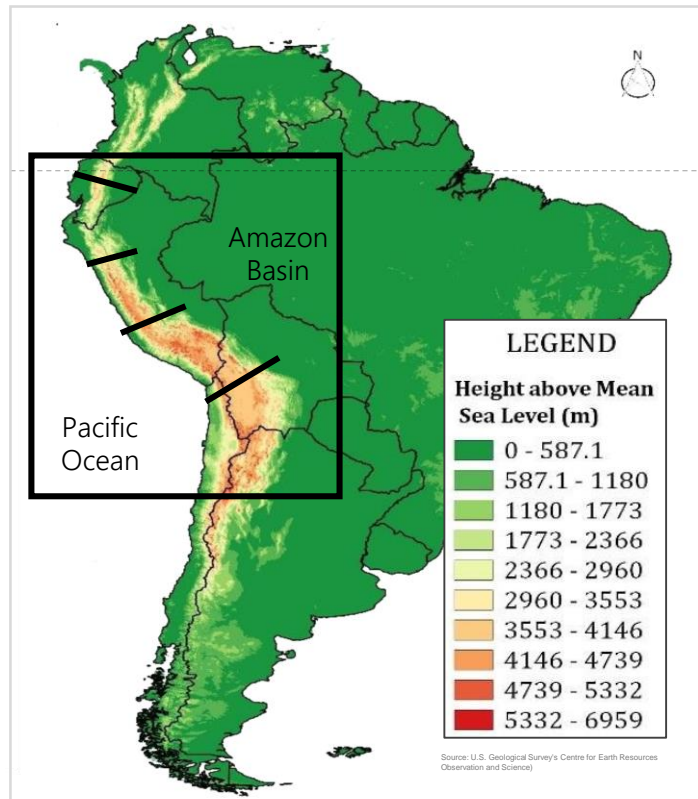 N
Amazon
Basin
Pacific
Ocean
LEGEND
Height above Mean
Sea Level (m)
0 - 587.1
587.1 - 1180
1180 - 1773
1773 - 2366
2366 - 2960
2960 - 3553
3553 - 4146
4146 - 4739
4739 - 5332
5332 - 6959
Source: U.S. Geological Survey's Centre for Earth Resources
Observation and Science)